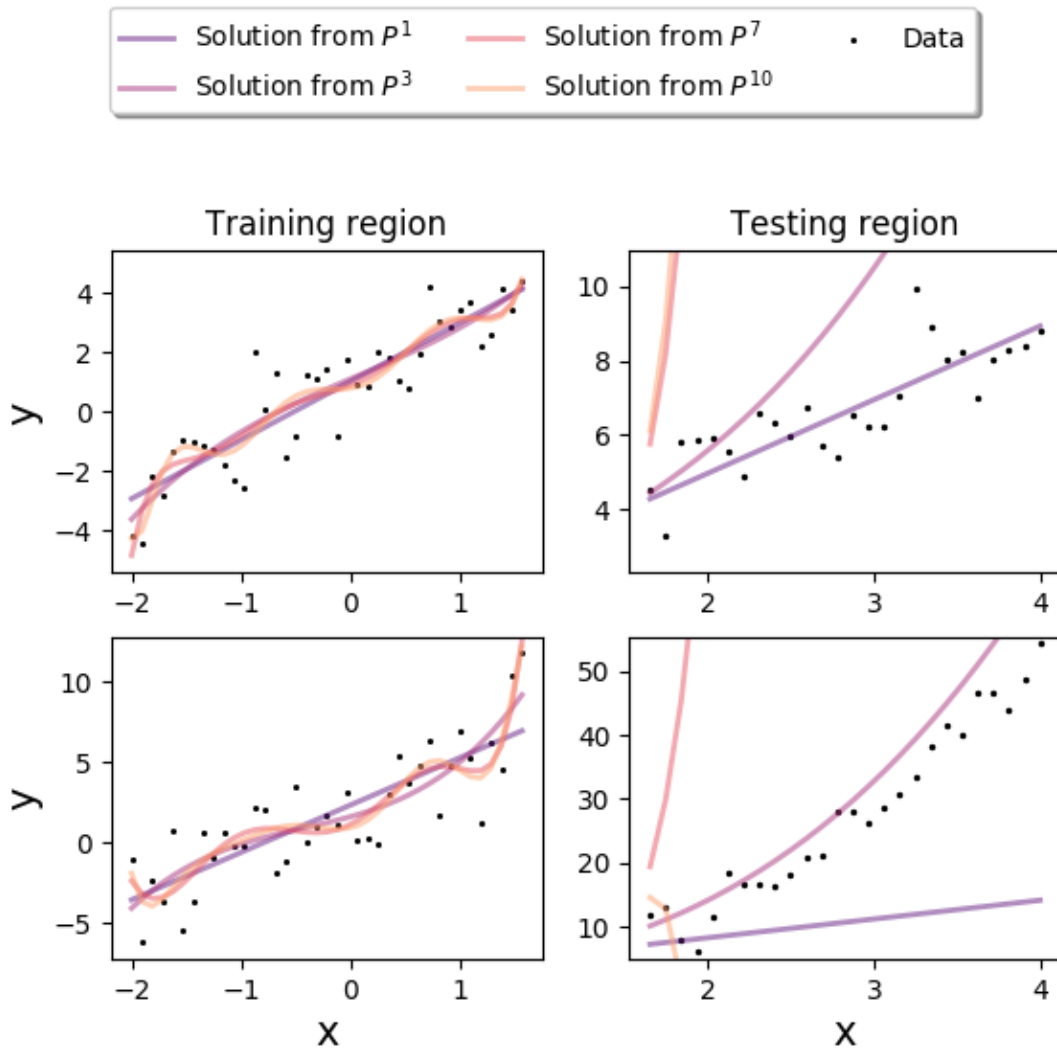 Solution from P¹ Solution from P⁷ Data
Solution from P³ Solution from P¹⁰
Training region Testing region
4
2
0
−2
−4
y
−2 −1 0 1
10
8
6
4
2 3 4
10
5
0
−5
y
−2 −1 0 1
x
50
40
30
20
10
2 3 4
x